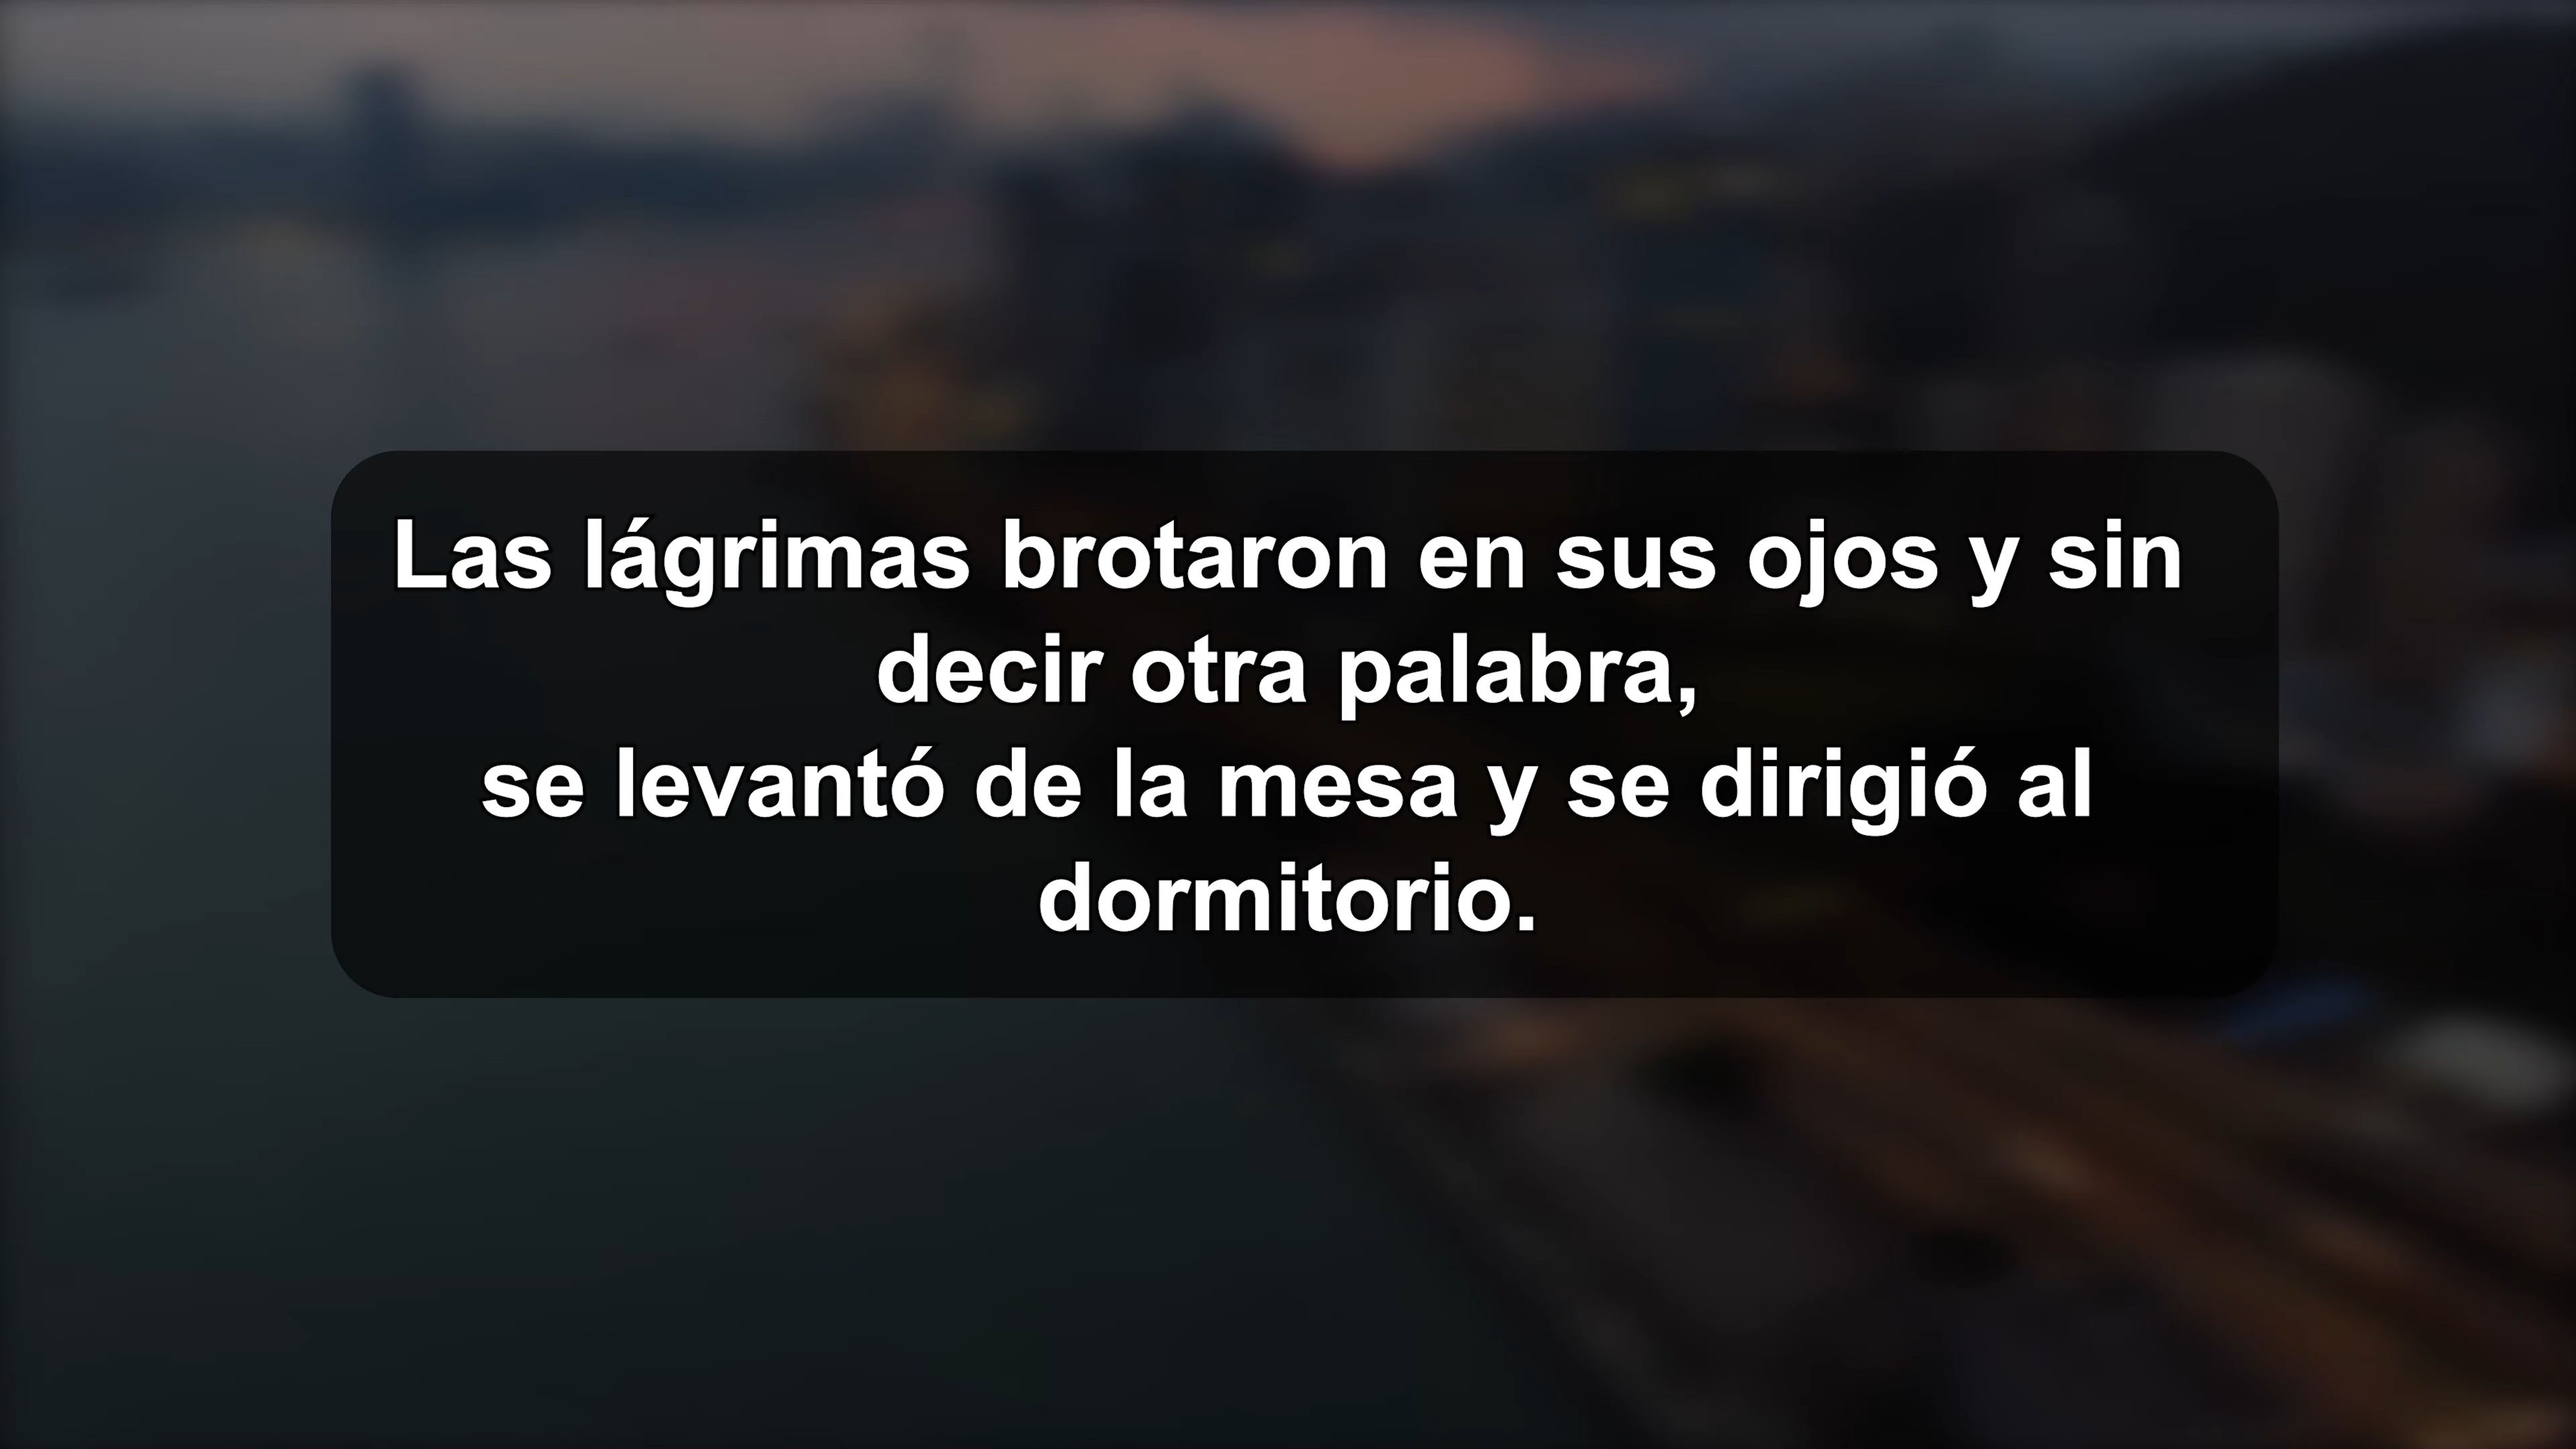 Las lágrimas brotaron en sus ojos y sin
decir otra palabra,
se levantó de la mesa y se dirigió al
dormitorio.